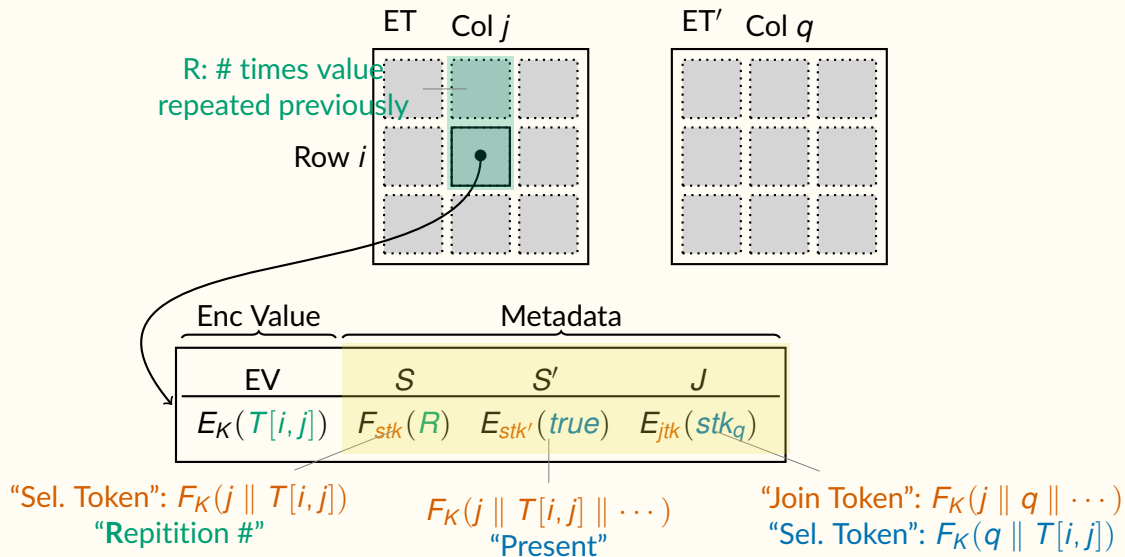 ET Col j ET′ Col q
R: # times value
repeated previously
Row i
Enc Value Metadata
EV S S′ J
E_K(T[i, j]) F_stk(R) E_stk′(true) E_jtk(stk_q)
“Sel. Token”: F_K(j ∥ T[i, j]) F_K(j ∥ T[i, j] ∥ ···) “Join Token”: F_K(j ∥ q ∥ ···)
“Repitition #” “Present” “Sel. Token”: F_K(q ∥ T[i, j])